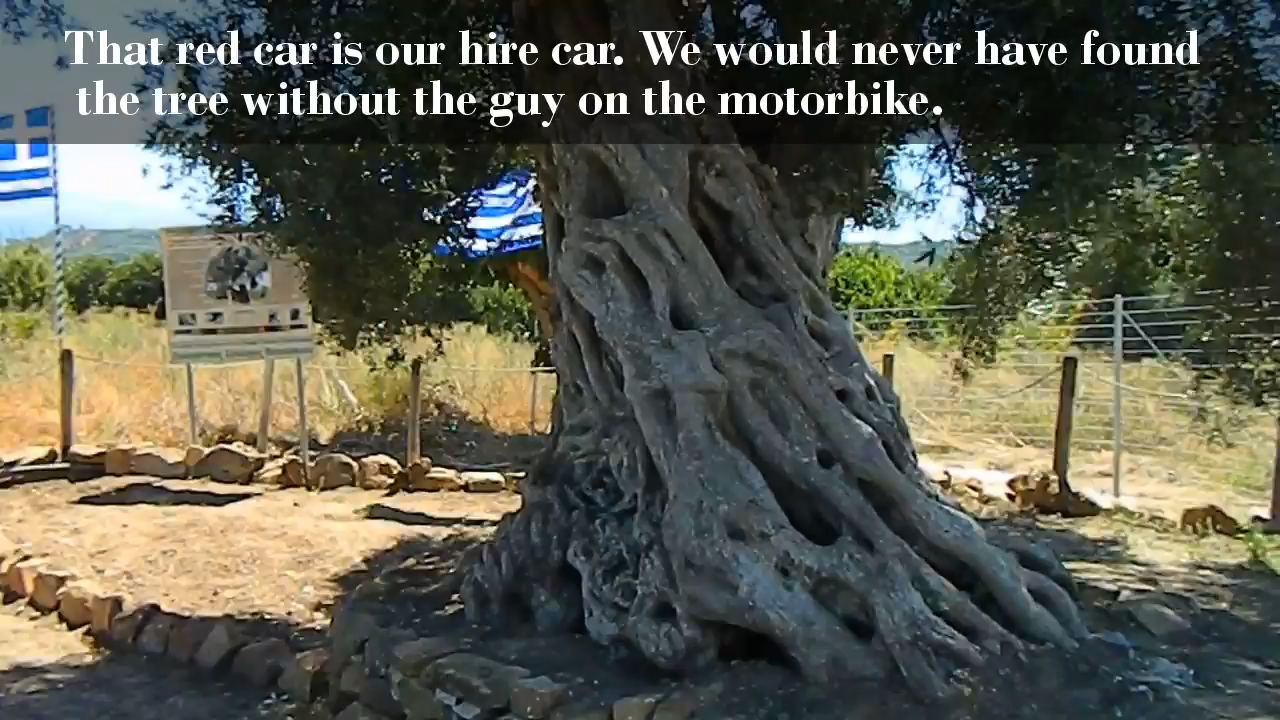 That red car is our hire car. We would never have found
the tree without the guy on the motorbike.